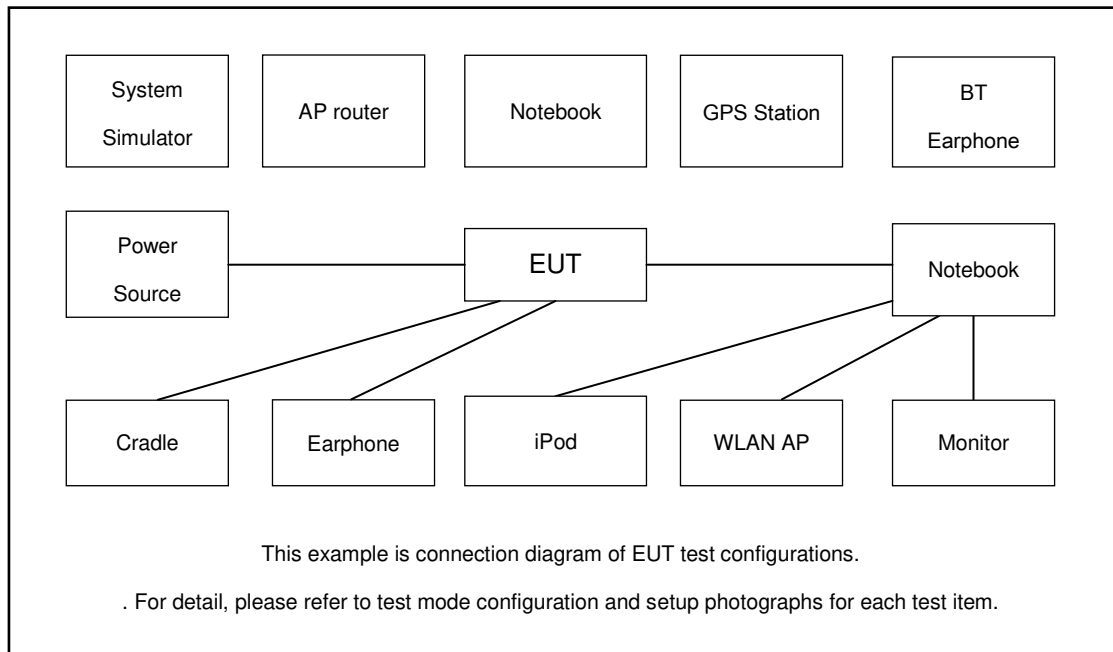 System
Simulator
AP router
Notebook
GPS Station
BT
Earphone
Power
Source
EUT
Notebook
Cradle
Earphone
iPod
WLAN AP
Monitor
This example is connection diagram of EUT test configurations.
. For detail, please refer to test mode configuration and setup photographs for each test item.